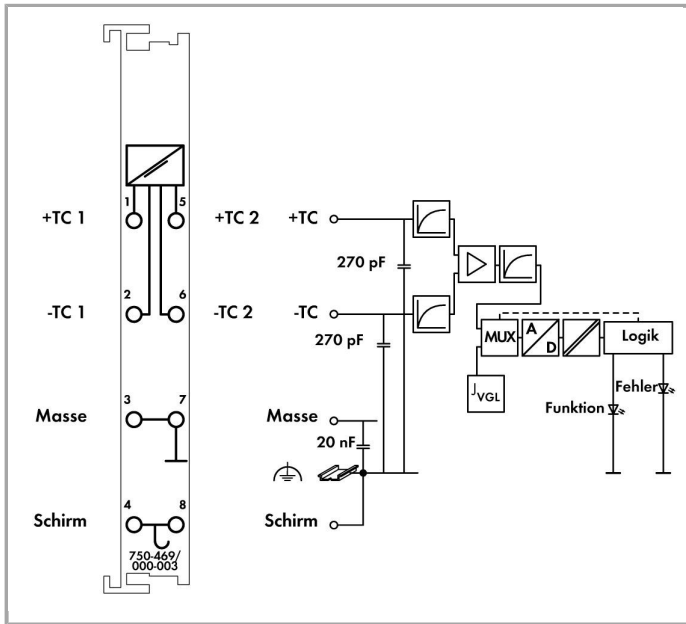 1 5
+TC 1 +TC 2 +TC
270 pF
2 6
-TC 1 -TC 2 -TC
270 pF
MUX A D Logik
JVGL
Fehler
Funktion
3 7
Masse Masse
20 nF
4 8
Schirm Schirm
750-469/
000-003